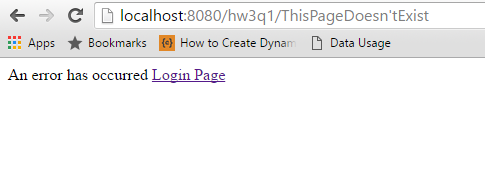 localhost:8080/hw3q1/ThisPageDoesn'tExist
Apps Bookmarks {e} How to Create Dynam Data Usage
An error has occurred Login Page